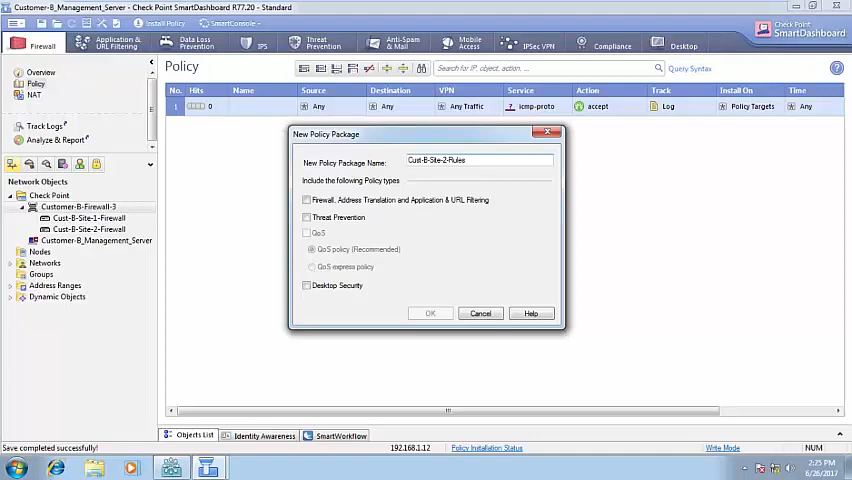 Customer-B_Management_Server - Check Point SmartDashboard R77.20 - Standard
Install Policy
SmartConsole
Check Point
SmartDashboard
Firewall
Application &
URL Filtering
Data Loss
Prevention
IPS
Threat
Prevention
Anti-Spam
& Mail
Mobile
Access
IPSec VPN
Compliance
Desktop
Overview
Policy
NAT
Track Logs
Analyze & Report
Policy
Search for IP, object, action, ...
Query Syntax
No. Hits Name Source Destination VPN Service Action Track Install On Time
1 0 Any Any Any Traffic icmp-proto accept Log Policy Targets Any
Network Objects
Check Point
Customer-B-Firewall-3
Cust-B-Site-1-Firewall
Cust-B-Site-2-Firewall
Customer-B_Management_Server
Nodes
Networks
Groups
Address Ranges
Dynamic Objects
New Policy Package
New Policy Package Name: Cust-B-Site-2-Rules
Include the following Policy types
Firewall, Address Translation and Application & URL Filtering
Threat Prevention
QoS
QoS policy (Recommended)
QoS express policy
Desktop Security
OK Cancel Help
Objects List Identity Awareness SmartWorkflow
Save completed successfully! 192.168.1.12 Policy Installation Status Write Mode NUM
2:25 PM
6/26/2017